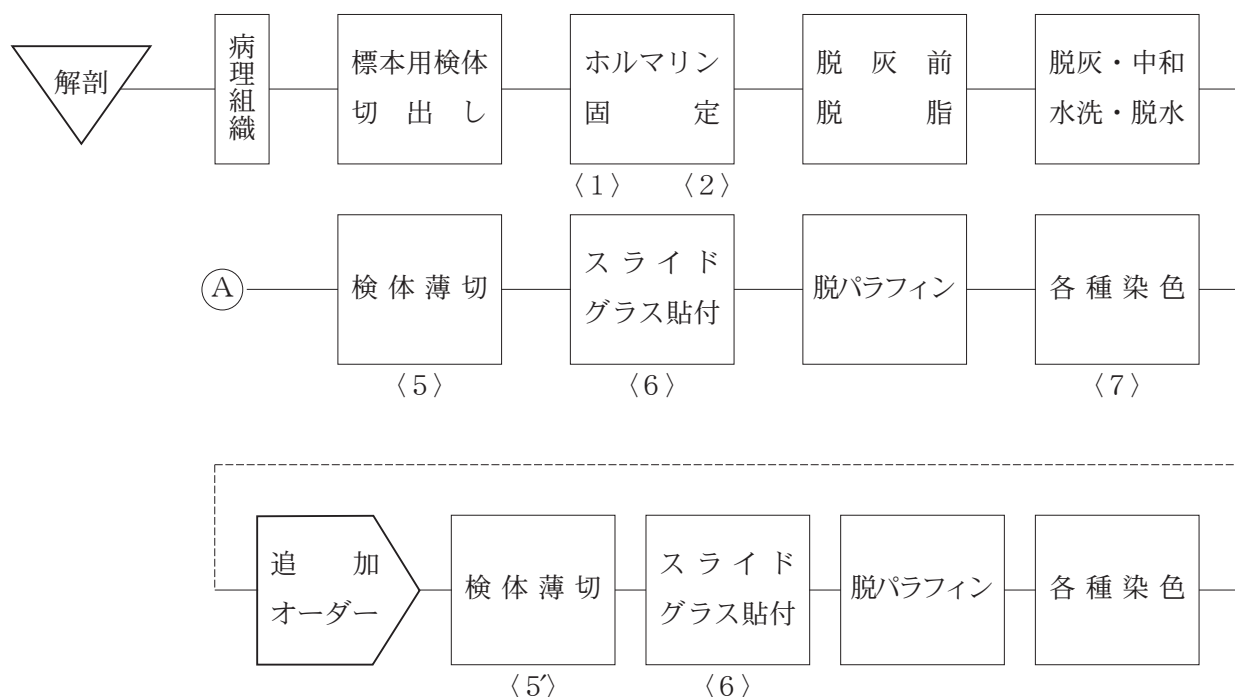 解剖
病理組織
標本用検体
切出し
ホルマリン
固定
脱灰前
脱脂
脱灰・中和
水洗・脱水
〈1〉
〈2〉
A
検体薄切
スライド
グラス貼付
脱パラフィン
各種染色
〈5〉
〈6〉
〈7〉
追加
オーダー
検体薄切
スライド
グラス貼付
脱パラフィン
各種染色
〈5′〉
〈6〉